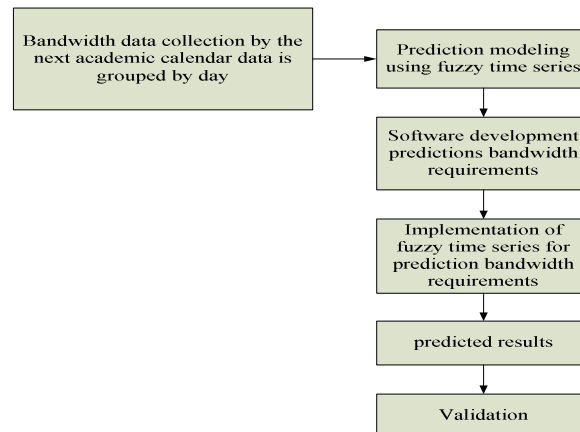 Bandwidth data collection by the
next academic calendar data is
grouped by day
Prediction modeling
using fuzzy time series
Software development
predictions bandwidth
requirements
Implementation of
fuzzy time series for
prediction bandwidth
requirements
predicted results
Validation